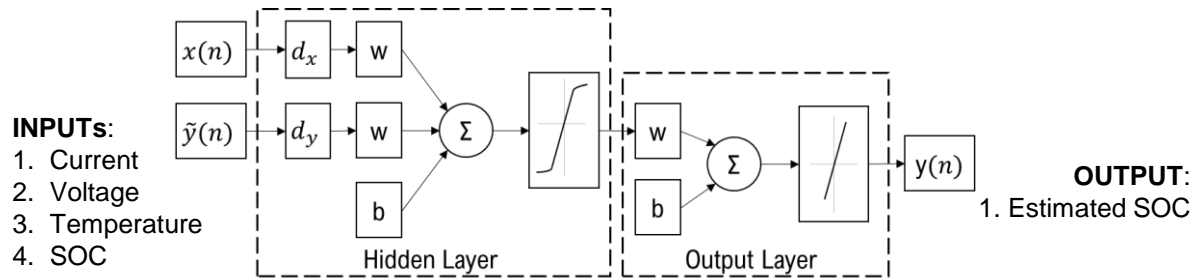 INPUTs:
1. Current
2. Voltage
3. Temperature
4. SOC
x(n)
d_x
w
ỹ(n)
d_y
w
b
Σ
Hidden Layer
w
b
Σ
Output Layer
y(n)
OUTPUT:
1. Estimated SOC